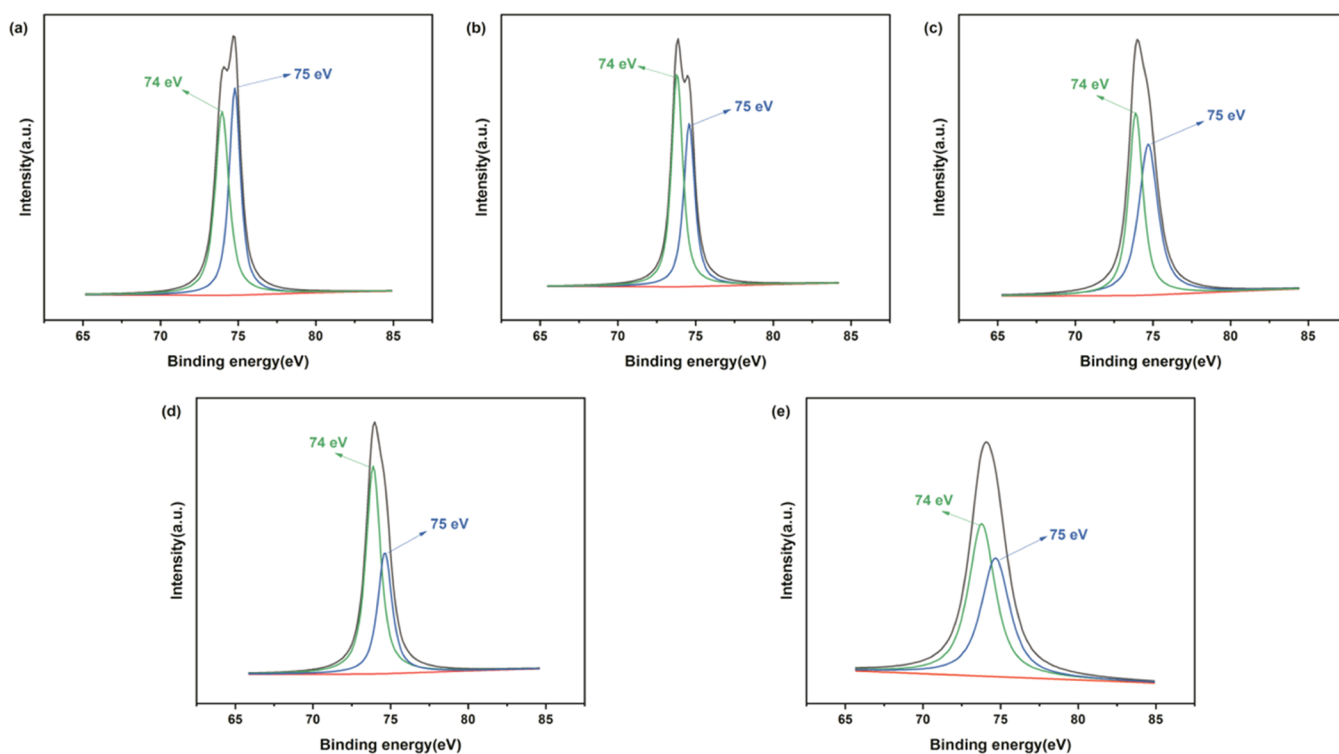 (a)
74 eV
75 eV
Intensity(a.u.)
65 70 75 80 85
Binding energy(eV)
(b)
74 eV
75 eV
Intensity(a.u.)
65 70 75 80 85
Binding energy(eV)
(c)
74 eV
75 eV
Intensity(a.u.)
65 70 75 80 85
Binding energy(eV)
(d)
74 eV
75 eV
Intensity(a.u.)
65 70 75 80 85
Binding energy(eV)
(e)
74 eV
75 eV
Intensity(a.u.)
65 70 75 80 85
Binding energy(eV)